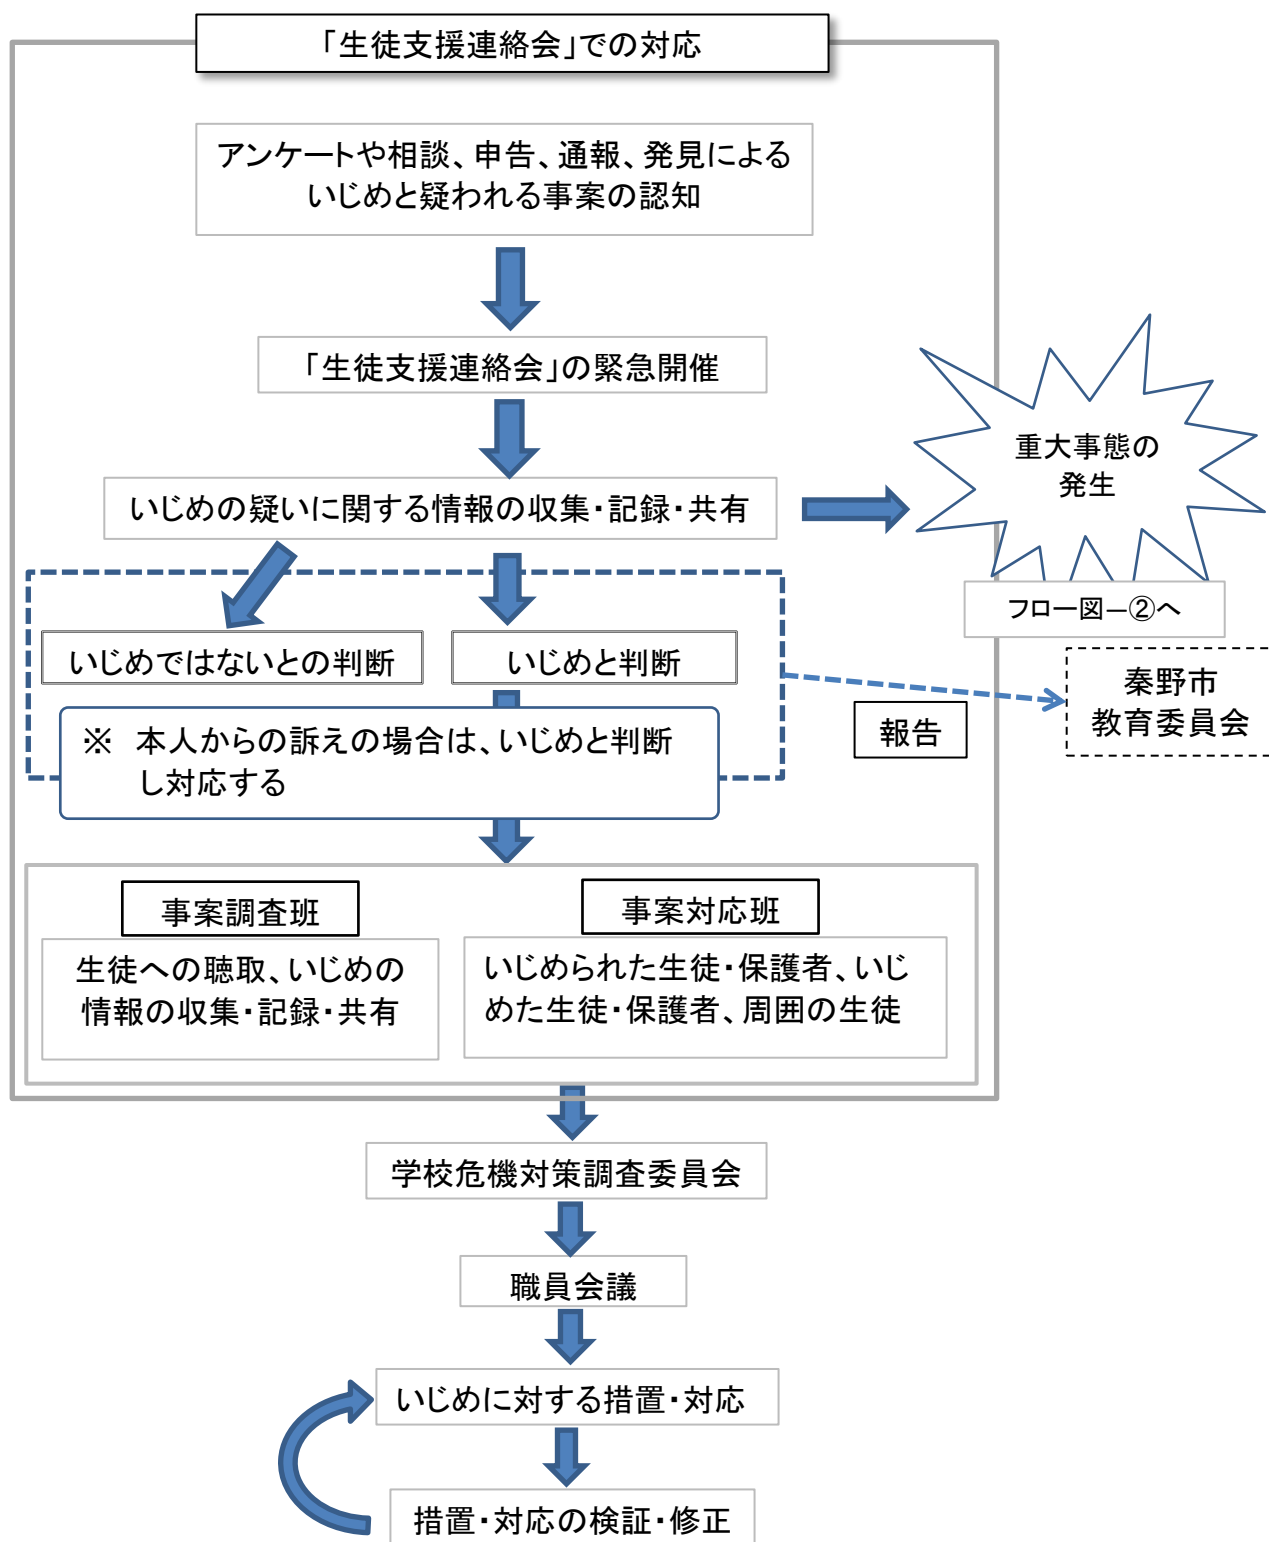 「生徒支援連絡会」での対応
アンケートや相談、申告、通報、発見による
いじめと疑われる事案の認知
「生徒支援連絡会」の緊急開催
いじめの疑いに関する情報の収集・記録・共有
重大事態の
発生
フロー図―②へ
いじめではないとの判断
いじめと判断
秦野市
教育委員会
報告
※ 本人からの訴えの場合は、いじめと判断
し対応する
事案調査班
生徒への聴取、いじめの
情報の収集・記録・共有
事案対応班
いじめられた生徒・保護者、いじ
めた生徒・保護者、周囲の生徒
学校危機対策調査委員会
職員会議
いじめに対する措置・対応
措置・対応の検証・修正